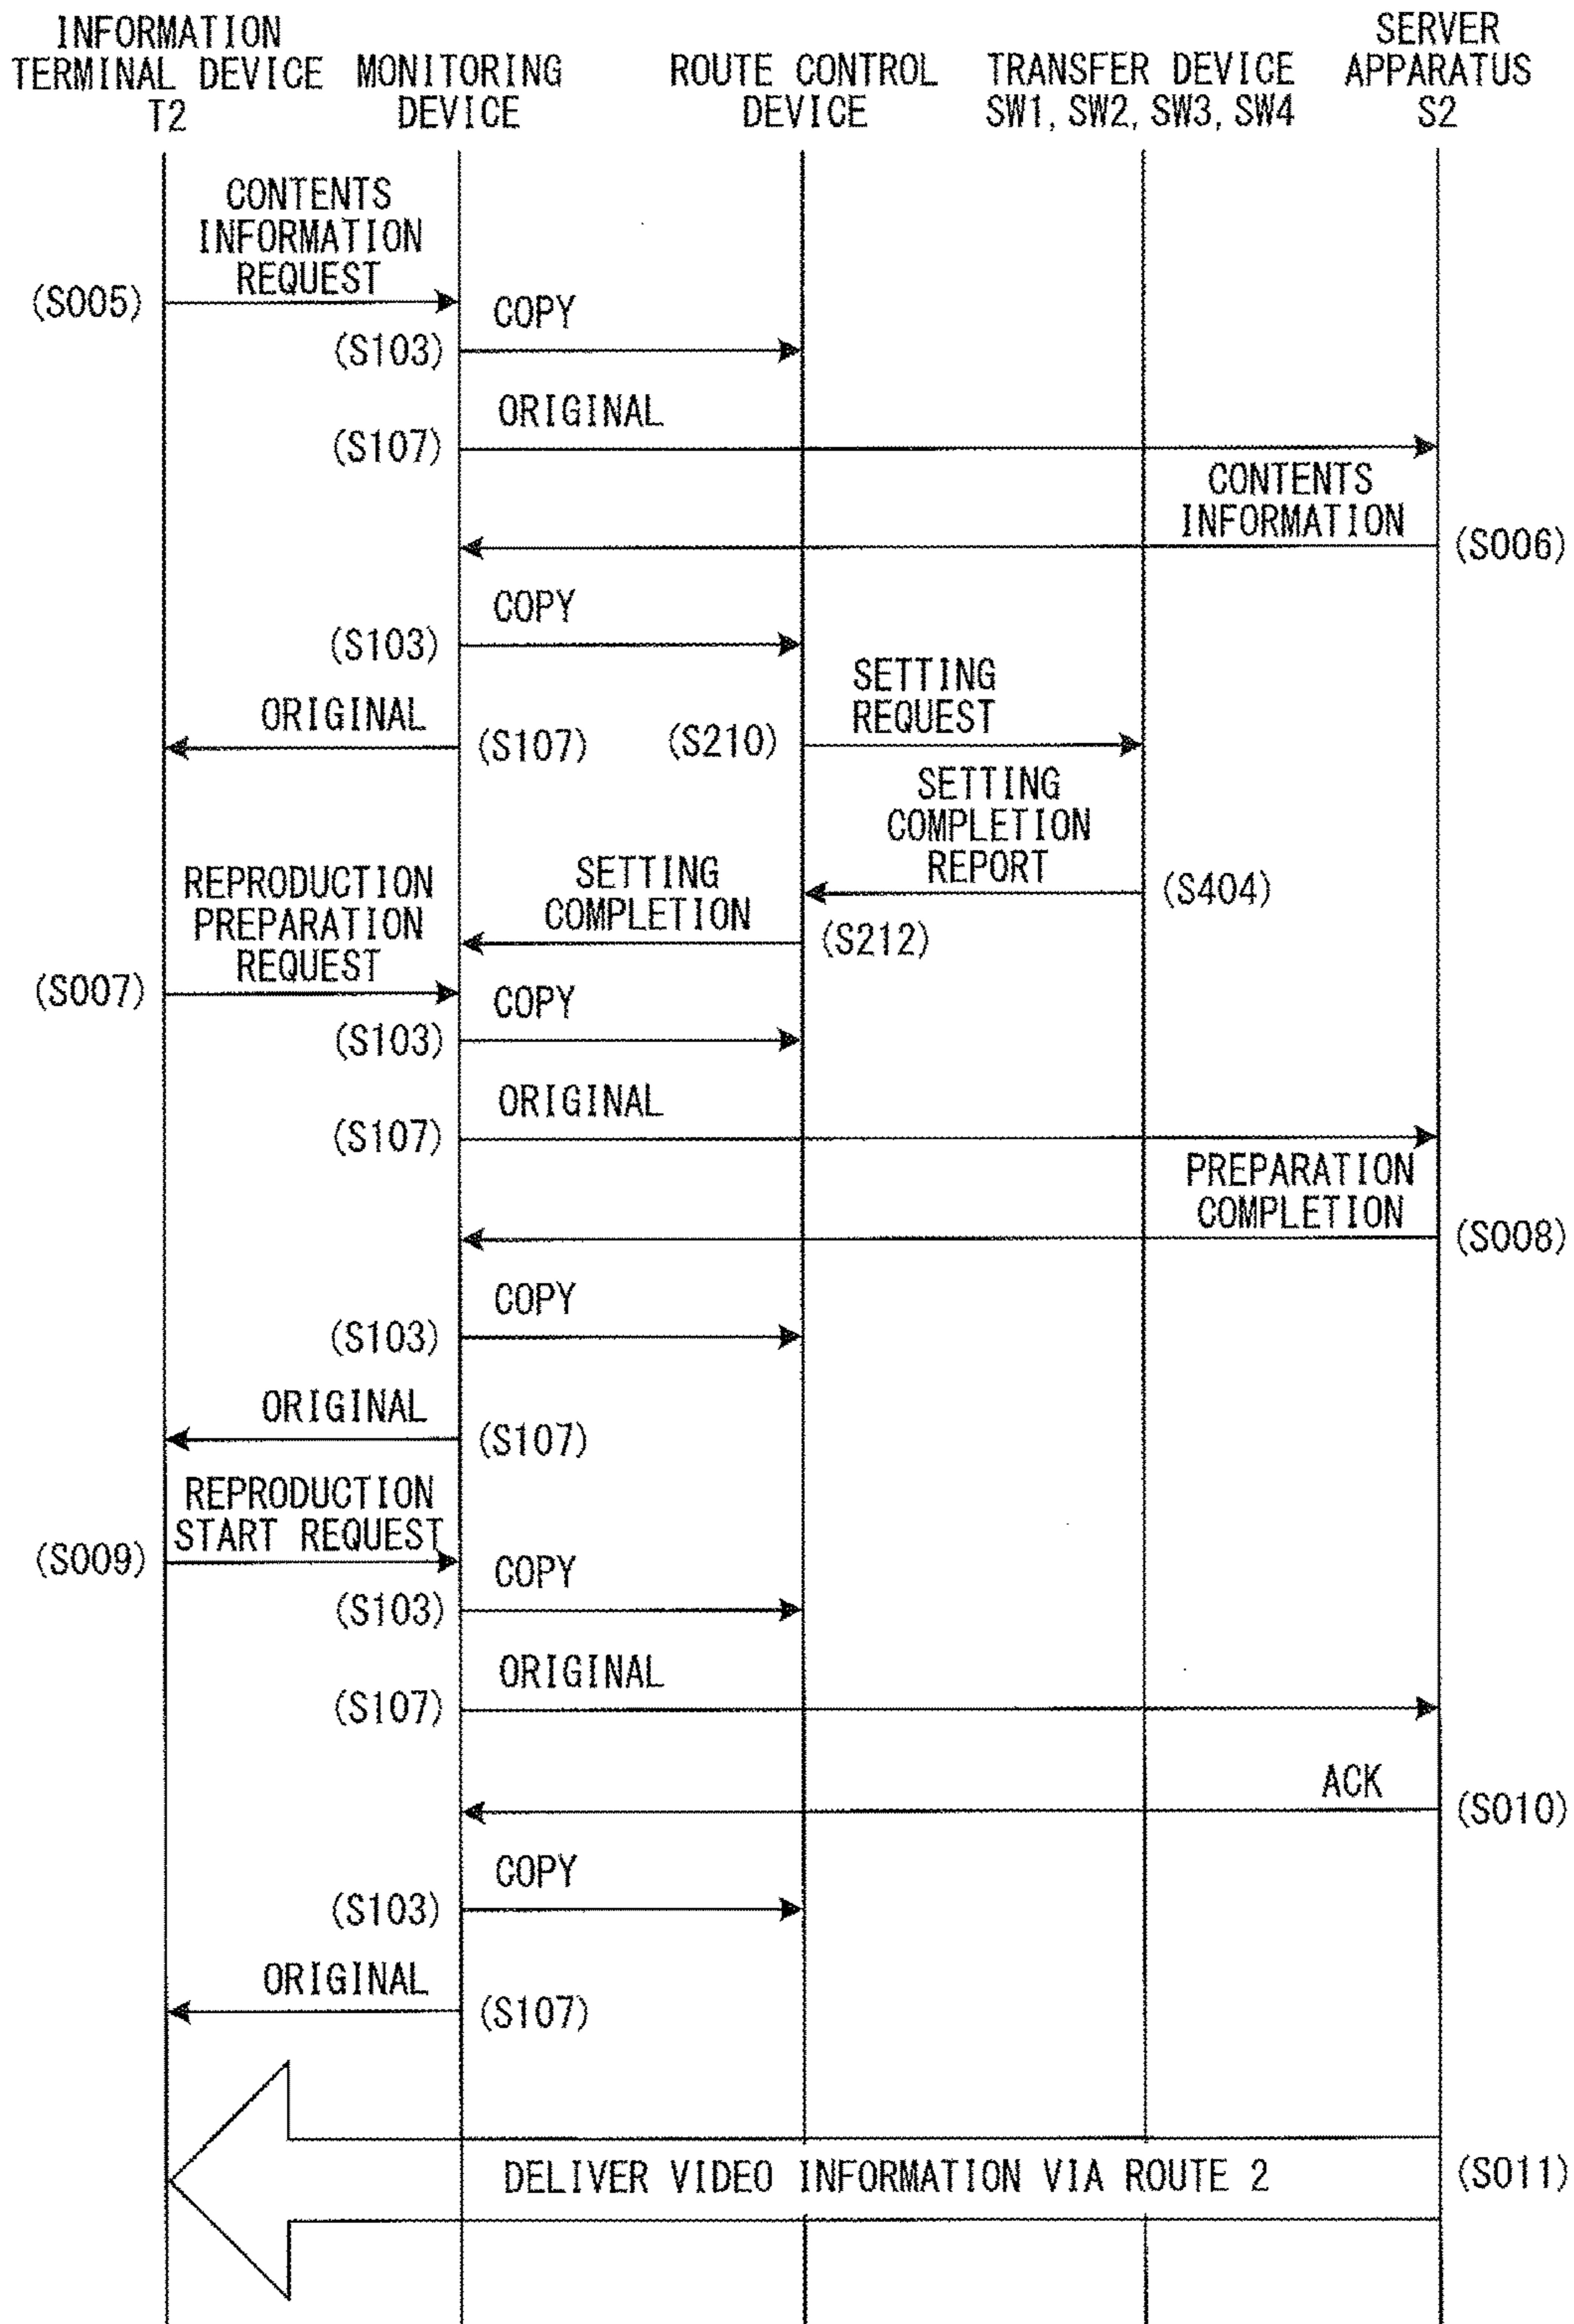 INFORMATION
TERMINAL DEVICE
T2
MONITORING
DEVICE
ROUTE CONTROL
DEVICE
TRANSFER DEVICE
SW1, SW2, SW3, SW4
SERVER
APPARATUS
S2
CONTENTS
INFORMATION
REQUEST
(S005)
COPY
(S103)
ORIGINAL
(S107)
CONTENTS
INFORMATION
(S006)
COPY
(S103)
ORIGINAL
(S107)
SETTING
REQUEST
(S210)
SETTING
COMPLETION
REPORT
(S404)
SETTING
COMPLETION
(S212)
REPRODUCTION
PREPARATION
REQUEST
(S007)
COPY
(S103)
ORIGINAL
(S107)
PREPARATION
COMPLETION
(S008)
COPY
(S103)
ORIGINAL
(S107)
REPRODUCTION
START REQUEST
(S009)
COPY
(S103)
ORIGINAL
(S107)
ACK
(S010)
COPY
(S103)
ORIGINAL
(S107)
DELIVER VIDEO INFORMATION VIA ROUTE 2
(S011)